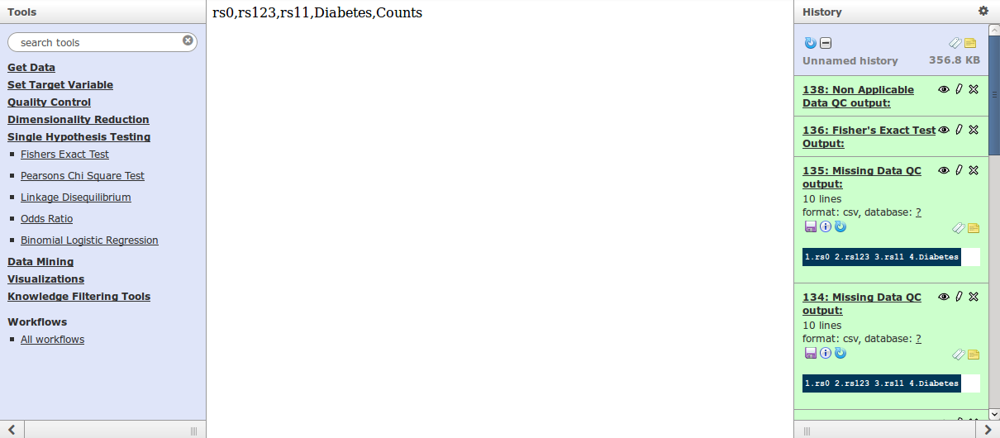 Tools
search tools
Get Data
Set Target Variable
Quality Control
Dimensionality Reduction
Single Hypothesis Testing
Fishers Exact Test
Pearsons Chi Square Test
Linkage Disequilibrium
Odds Ratio
Binomial Logistic Regression
Data Mining
Visualizations
Knowledge Filtering Tools
Workflows
All workflows
rs0,rs123,rs11,Diabetes,Counts
History
Unnamed history 356.8 KB
138: Non Applicable
Data QC output:
136: Fisher's Exact Test
Output:
135: Missing Data QC
output:
10 lines
format: csv, database: ?
1.rs0 2.rs123 3.rs11 4.Diabetes
134: Missing Data QC
output:
10 lines
format: csv, database: ?
1.rs0 2.rs123 3.rs11 4.Diabetes